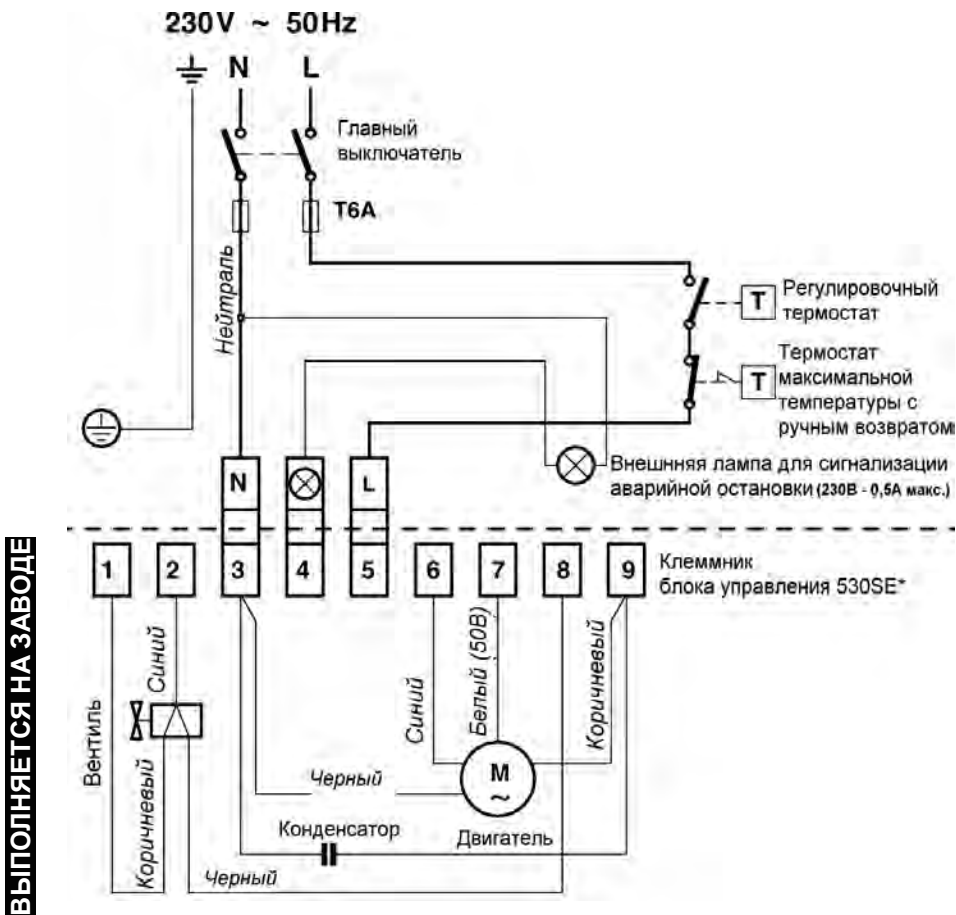 230V ~ 50Hz
N L
Главный
выключатель
T6A
Нейтраль
T
Регулировочный
термостат
T
Термостат
максимальной
температуры с
ручным возвратом
Внешнняя лампа для сигнализации
аварийной остановки (230В - 0,5А макс.)
N L
1 2 3 4 5 6 7 8 9
Клеммник
блока управления 530SE*
ВЫПОЛНЯЕТСЯ НА ЗАВОДЕ
Вентиль
Синий
Коричневый
Черный
Синий
Белый (50В)
Коричневый
Черный
M
~
Конденсатор
Двигатель